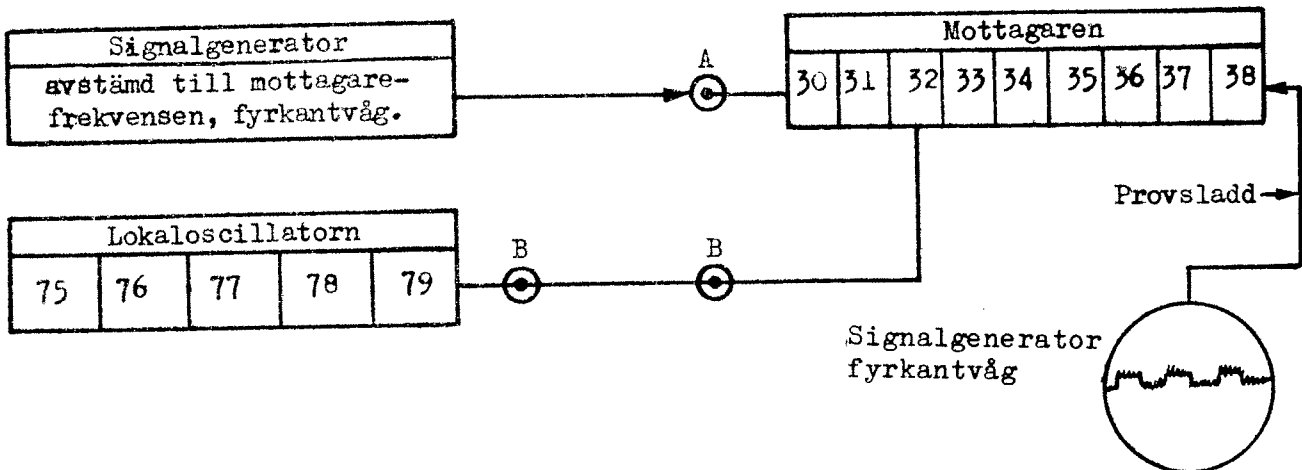 Signalgenerator
avstämd till mottagare-
frekvensen, fyrkantvåg.
A
Mottagaren
30 31 32 33 34 35 36 37 38
Provsladd
Lokaloscillatorn
75 76 77 78 79
B
B
Signalgenerator
fyrkantvåg